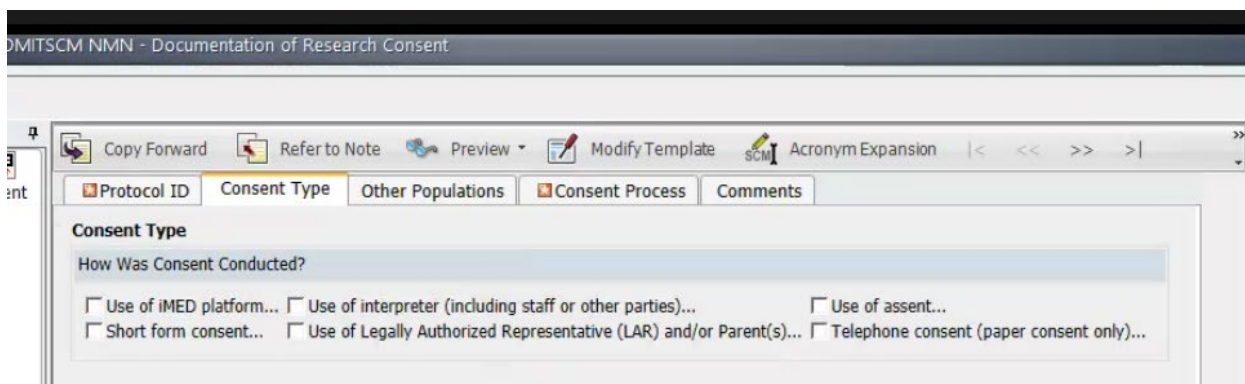 OMITSCM NMN - Documentation of Research Consent
Copy Forward Refer to Note Preview Modify Template SCM Acronym Expansion |< << >> >| »
ent
Protocol ID Consent Type Other Populations Consent Process Comments
Consent Type
How Was Consent Conducted?
Use of iMED platform... Use of interpreter (including staff or other parties)... Use of assent...
Short form consent... Use of Legally Authorized Representative (LAR) and/or Parent(s)... Telephone consent (paper consent only)...